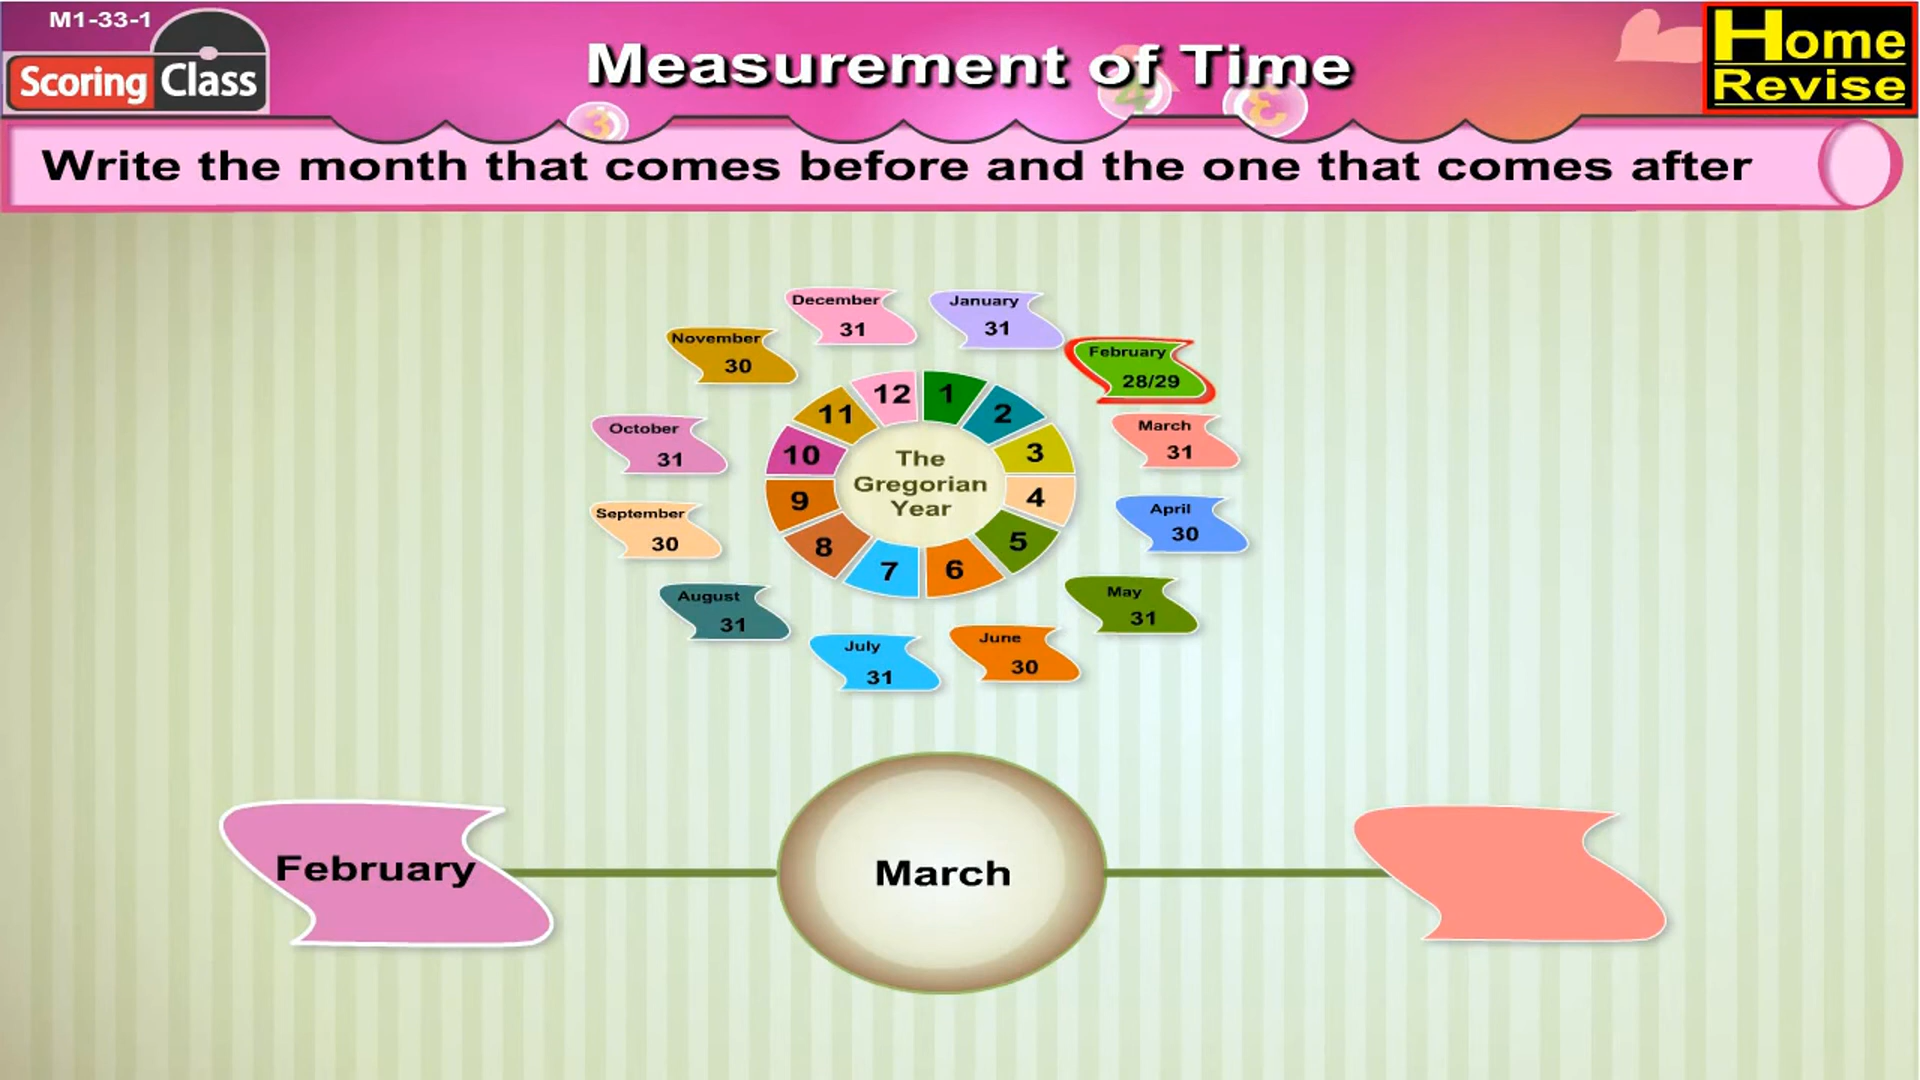 M1-33-1
Scoring Class
Measurement of Time
Home
Revise
3
4
3
Write the month that comes before and the one that comes after
December
31
January
31
November
30
February
28/29
October
31
March
31
September
30
April
30
August
31
May
31
July
31
June
30
12
1
11
2
10
3
9
4
8
5
7
6
The
Gregorian
Year
February
March